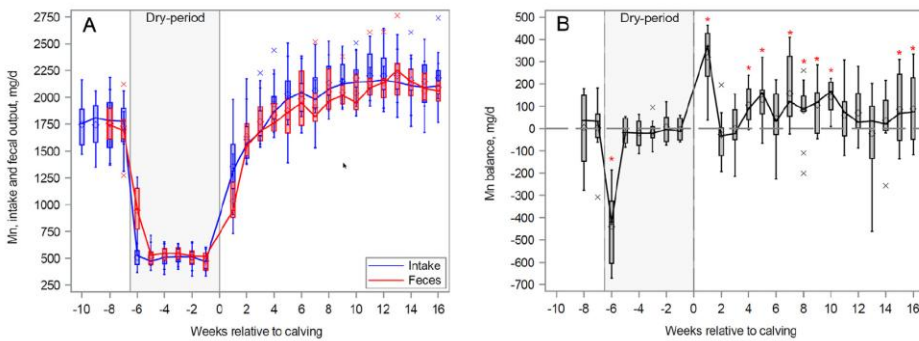 A
Dry-period
Mn, intake and fecal output, mg/d
2750
2500
2250
2000
1750
1500
1250
1000
750
500
250
Intake
Feces
-10 -8 -6 -4 -2 0 2 4 6 8 10 12 14 16
Weeks relative to calving
B
Dry-period
Mn balance, mg/d
500
400
300
200
100
0
-100
-200
-300
-400
-500
-600
-700
-10 -8 -6 -4 -2 0 2 4 6 8 10 12 14 16
Weeks relative to calving